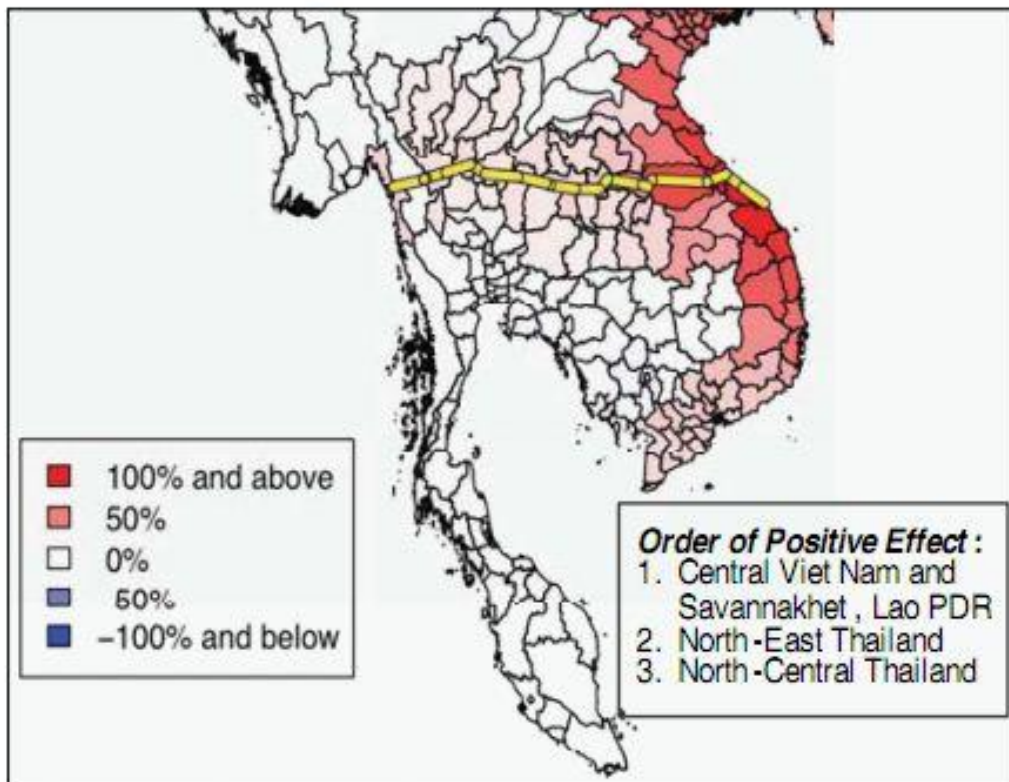 100% and above
50%
0%
50%
−100% and below
Order of Positive Effect :
1. Central Viet Nam and
Savannakhet , Lao PDR
2. North-East Thailand
3. North-Central Thailand